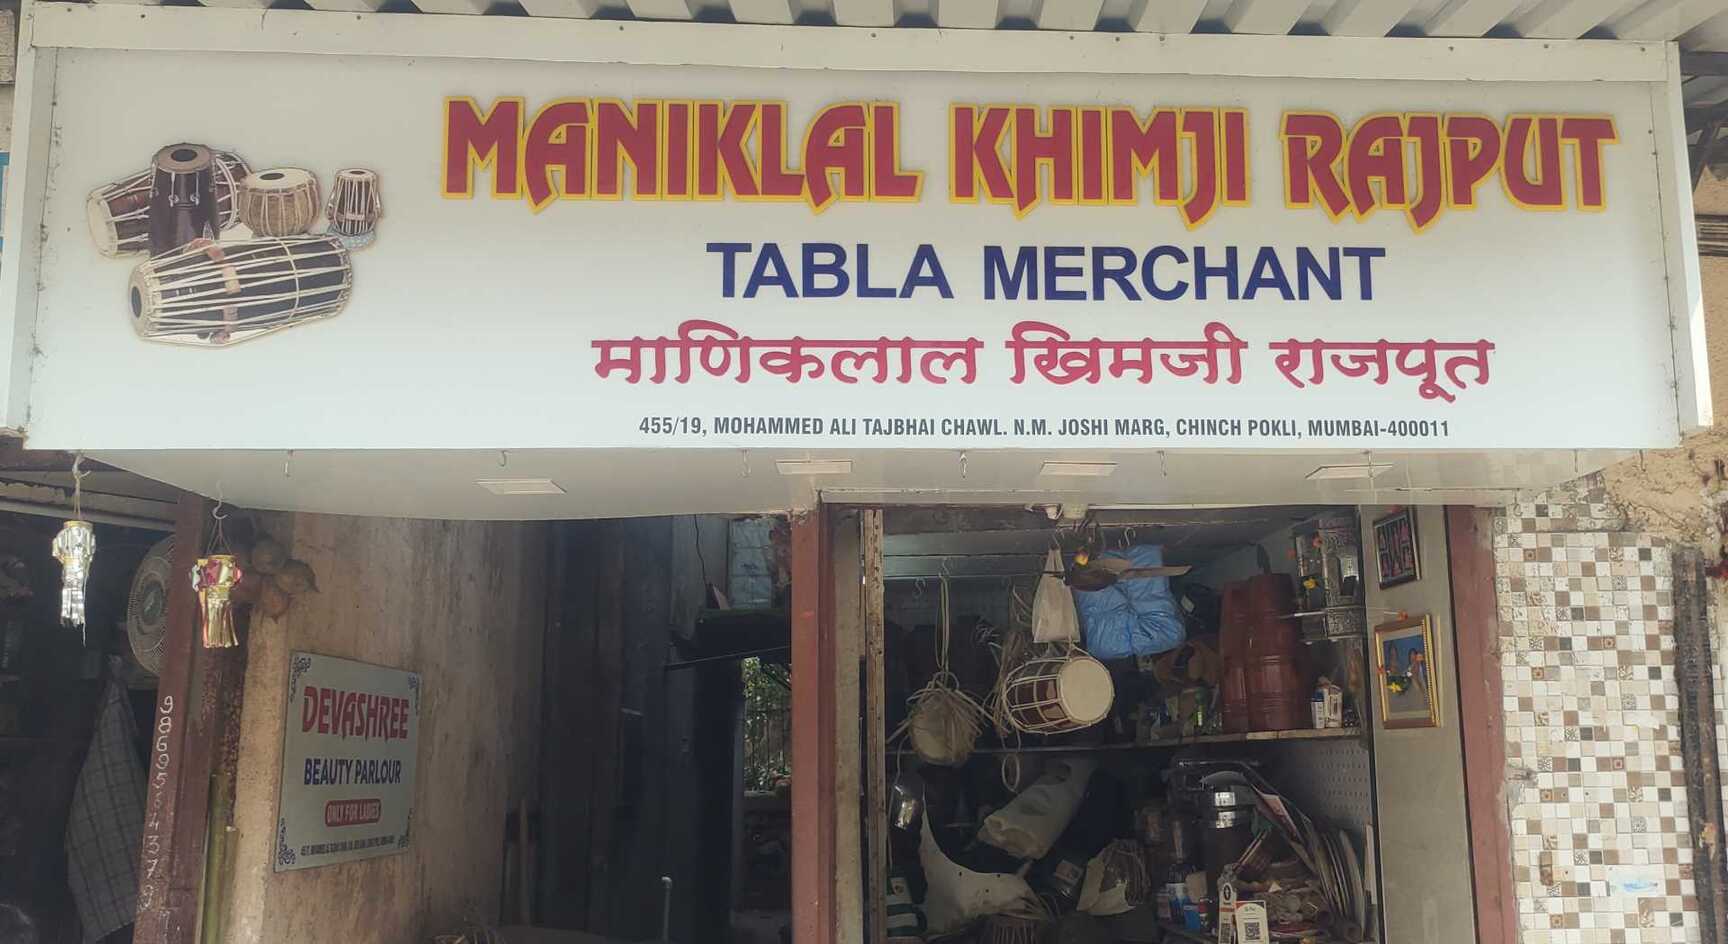 MANIKLAL KHIMJI RAJPUT
TABLA MERCHANT
माणिकलाल खिमजी राजपूत
455/19, MOHAMMED ALI TAJBHAI CHAWL. N.M. JOSHI MARG, CHINCH POKLI, MUMBAI-400011
DEVASHREE
BEAUTY PARLOUR
ONLY FOR LADIES